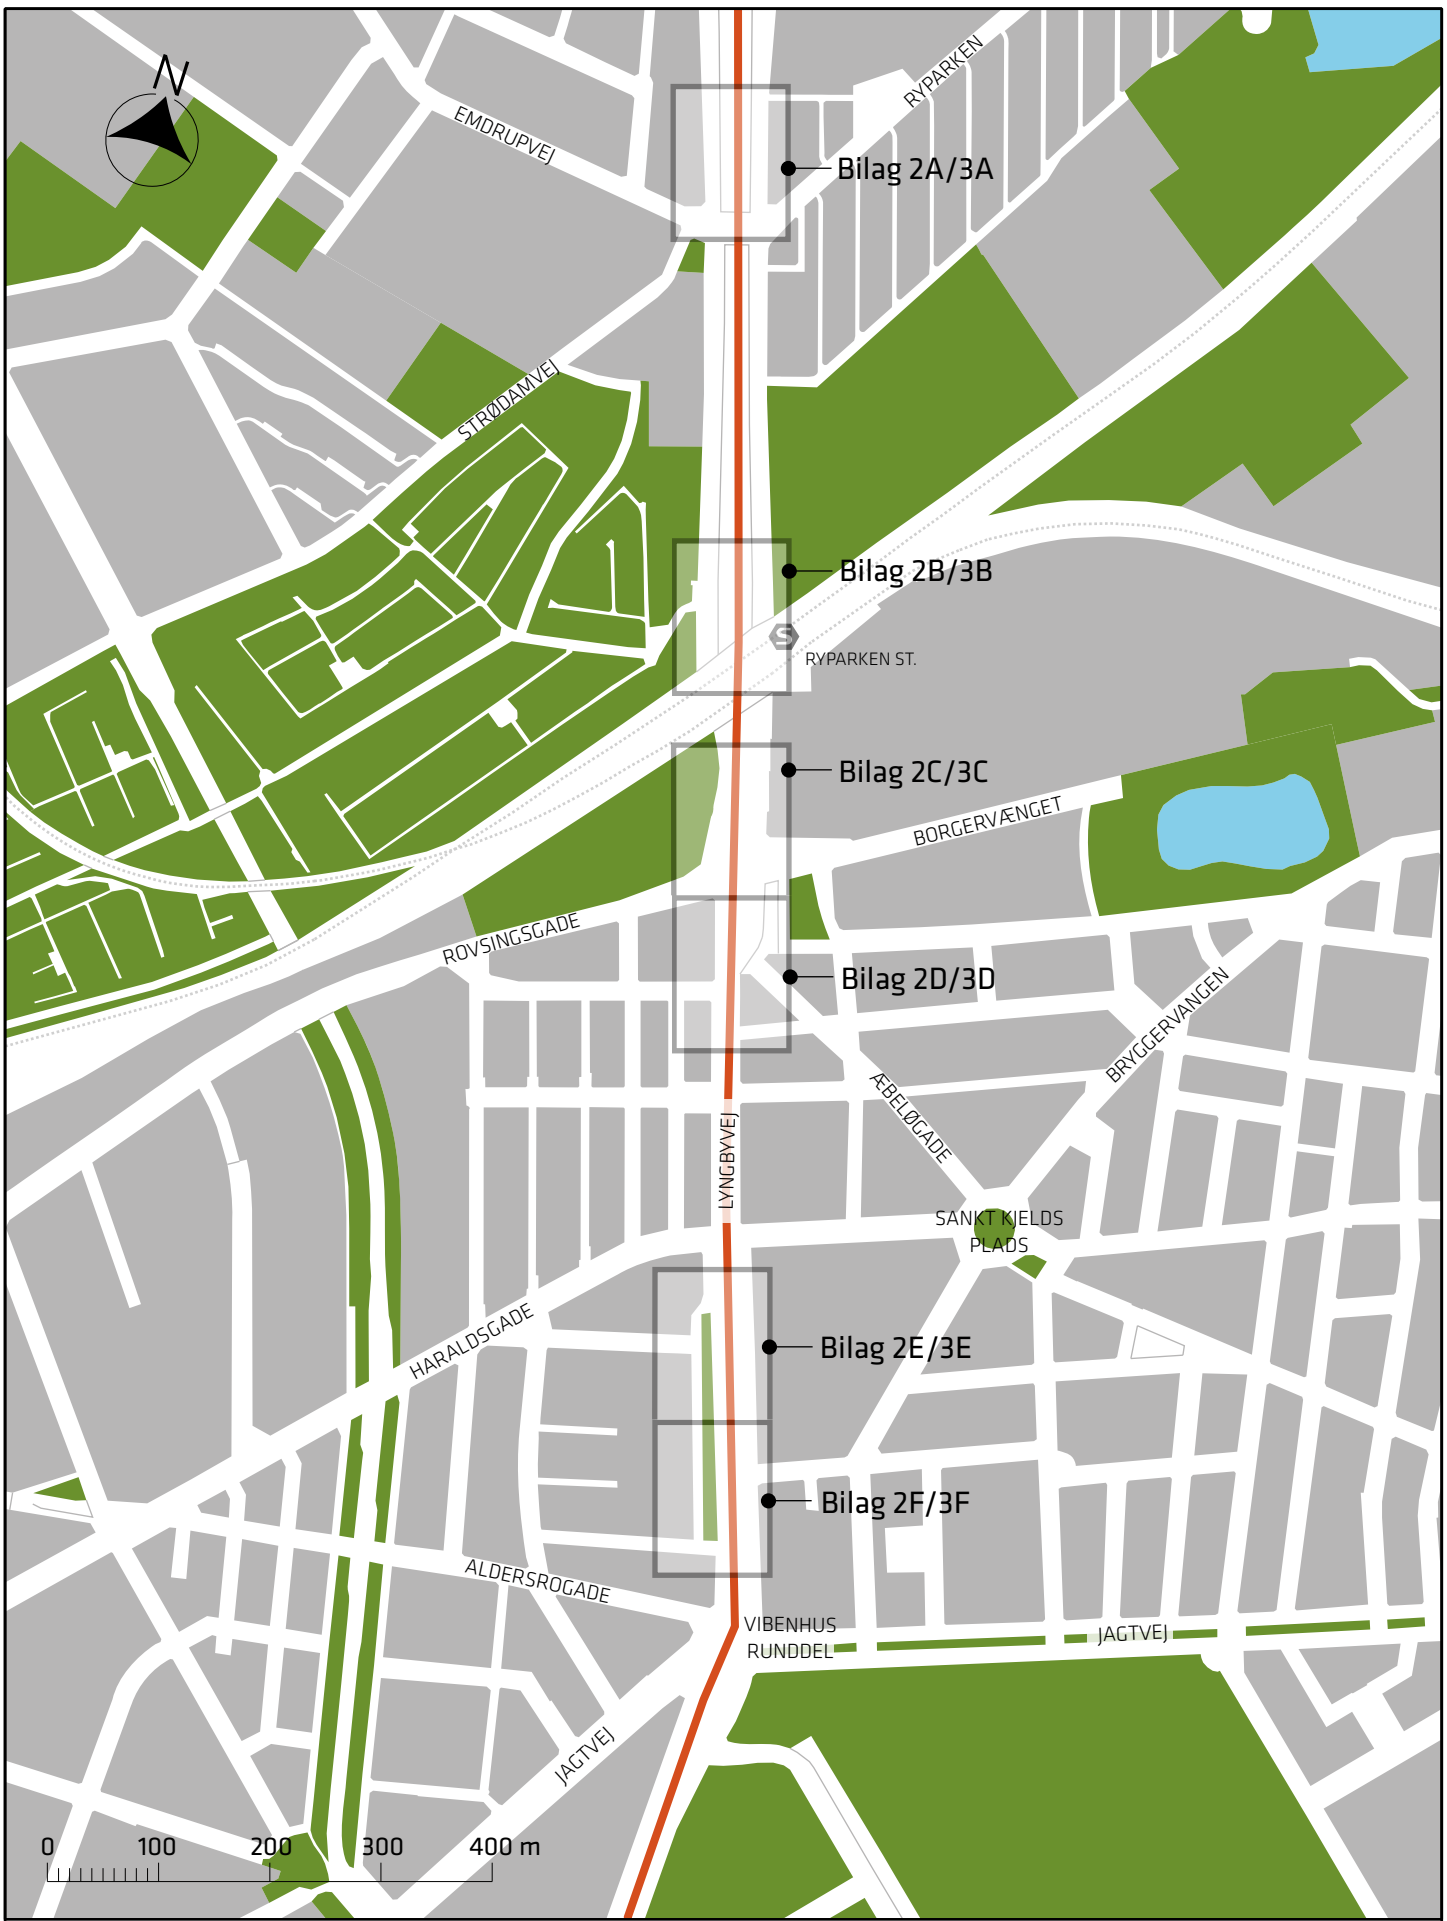 N
RYPARKEN
EMDRUPVEJ
Bilag 2A/3A
STRØDAMVEJ
Bilag 2B/3B
S
RYPARKEN ST.
Bilag 2C/3C
BORGERVÆNGET
ROVSINGSGADE
Bilag 2D/3D
BRYGGERVANGEN
ÆBELØGADE
LYNGBYVEJ
SANKT KJELDS
PLADS
HARALDSGADE
Bilag 2E/3E
Bilag 2F/3F
ALDERSROGADE
VIBENHUS
RUNDDEL
JAGTVEJ
JAGTVEJ
0 100 200 300 400 m